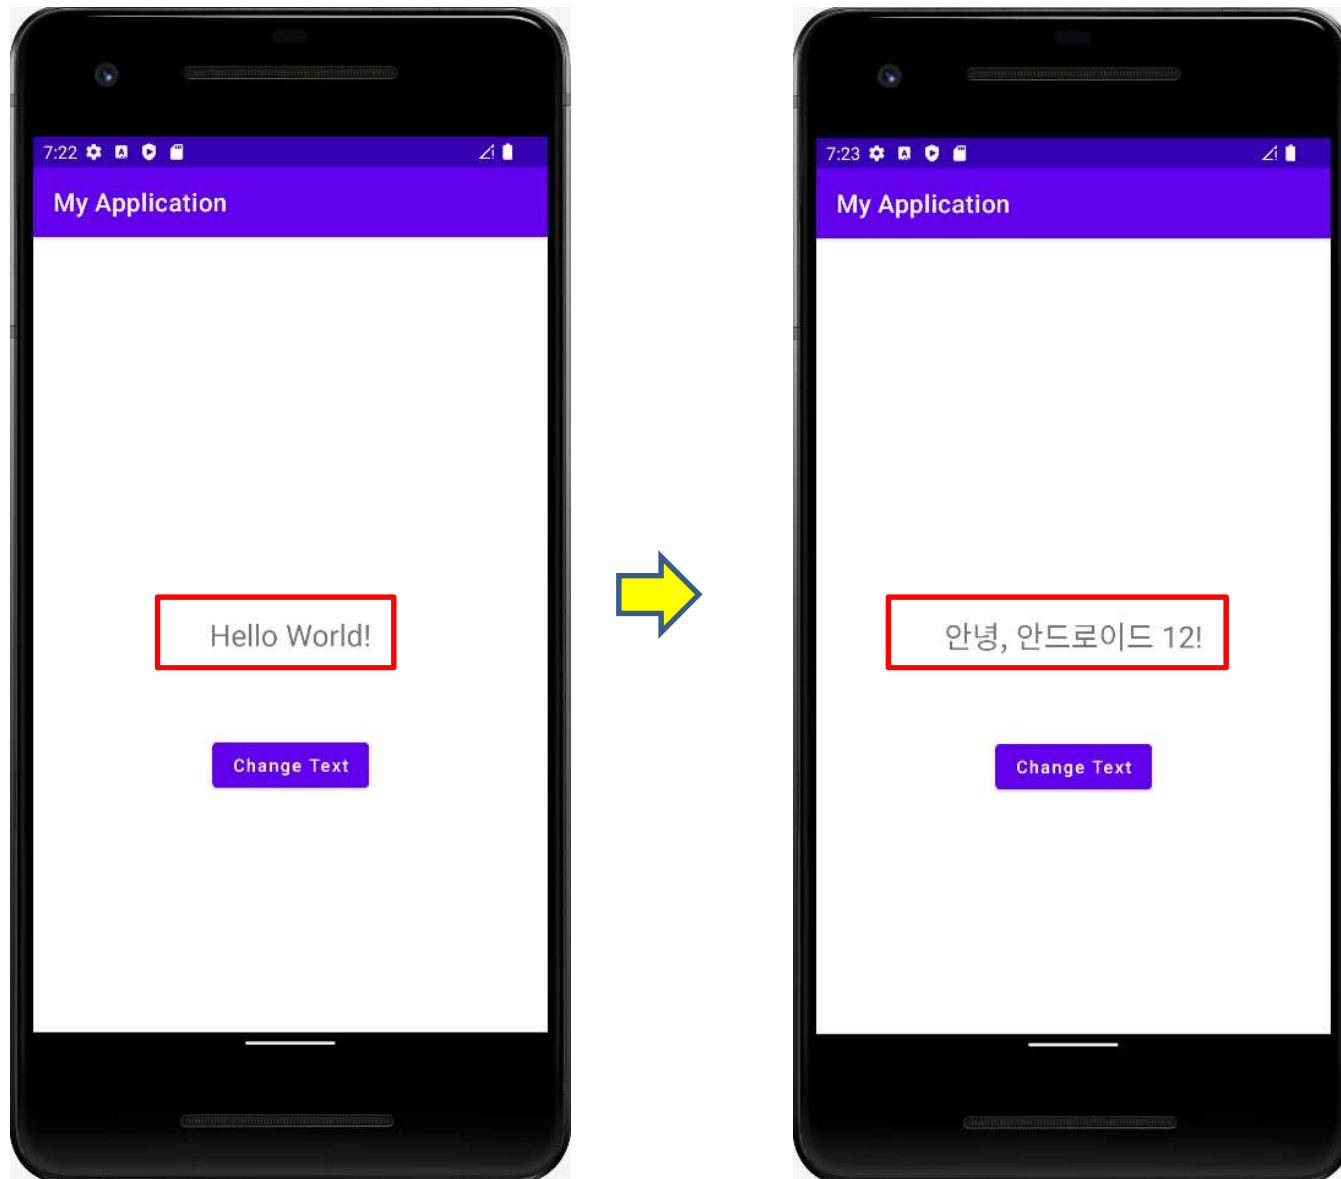 7:22
My Application
Hello World!
Change Text
7:23
My Application
안녕, 안드로이드 12!
Change Text